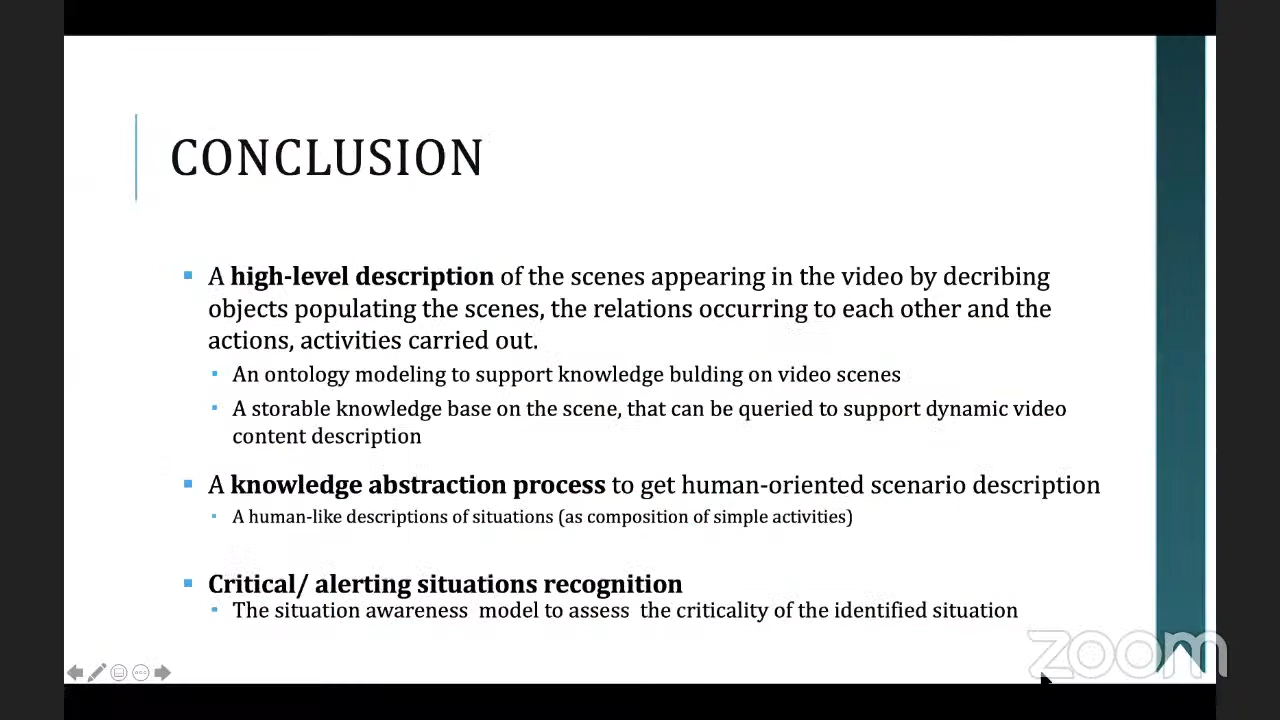 CONCLUSION
A high-level description of the scenes appearing in the video by decribing
objects populating the scenes, the relations occurring to each other and the
actions, activities carried out.
An ontology modeling to support knowledge bulding on video scenes
A storable knowledge base on the scene, that can be queried to support dynamic video
content description
A knowledge abstraction process to get human-oriented scenario description
A human-like descriptions of situations (as composition of simple activities)
Critical/ alerting situations recognition
The situation awareness model to assess the criticality of the identified situation
zoom